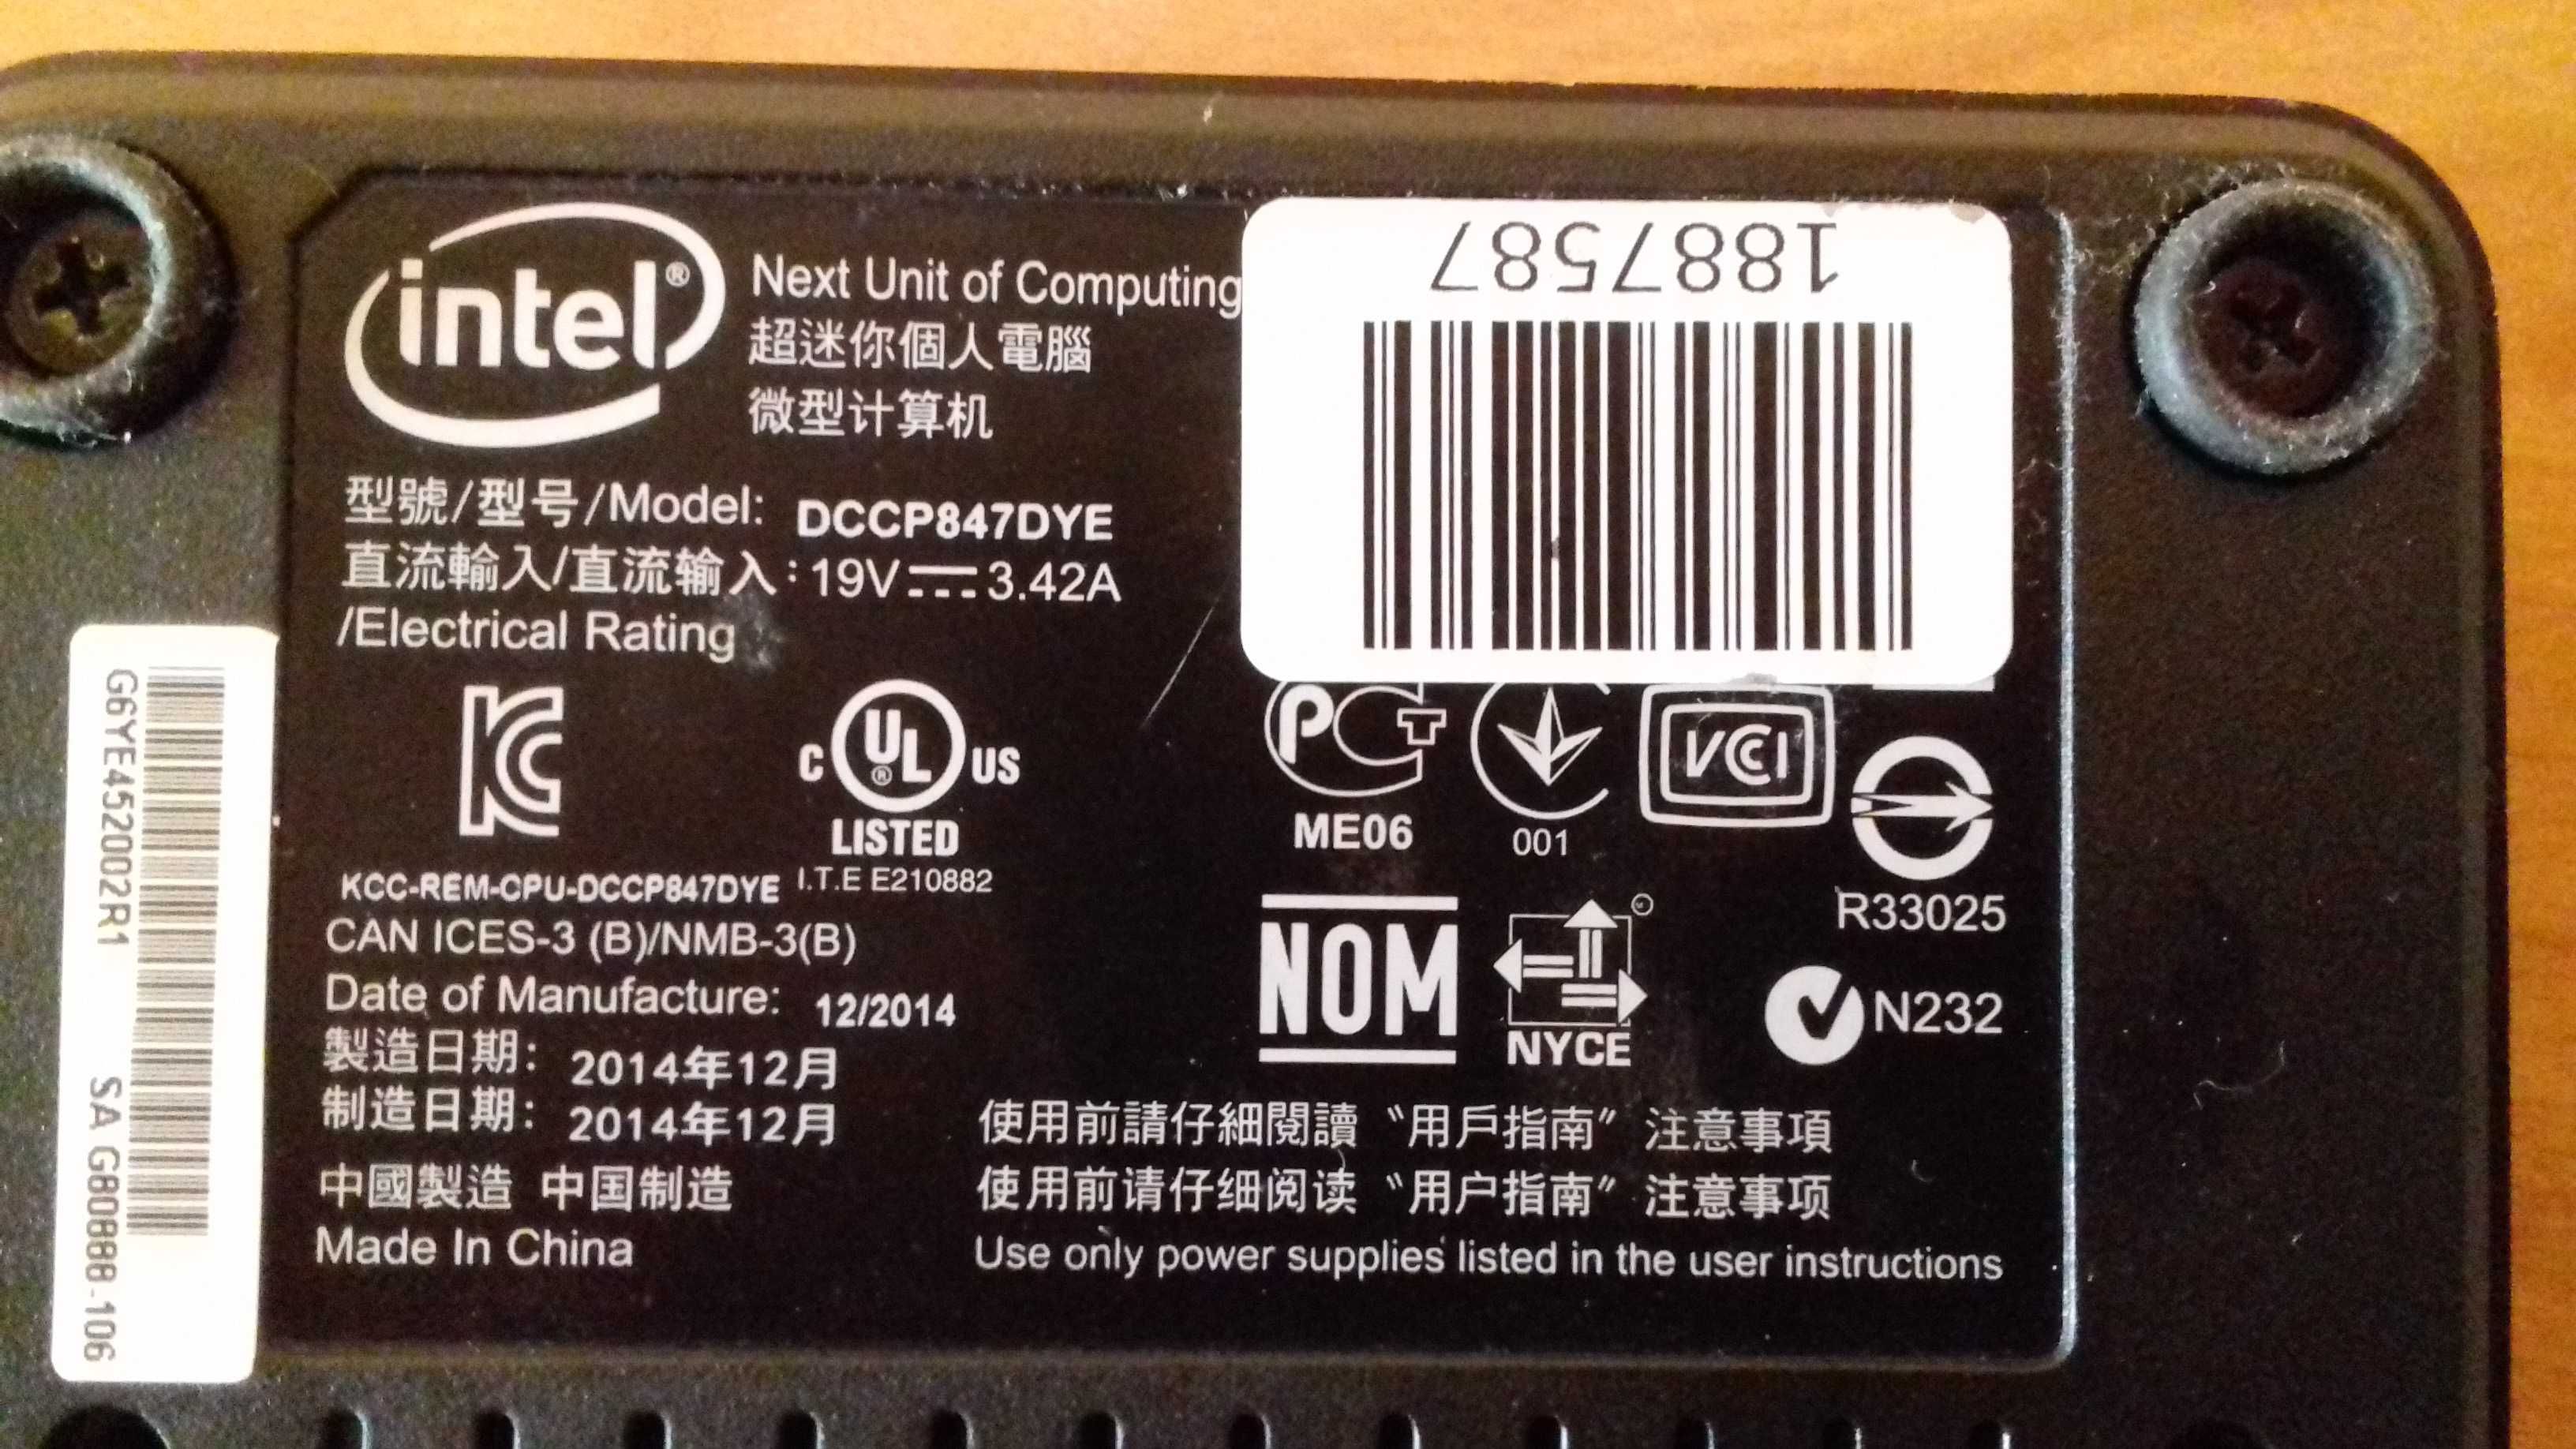 intel®
Next Unit of Computing
超迷你個人電腦
微型计算机
1887587
型號/型号/Model: DCCP847DYE
直流輸入/直流输入:19V 3.42A
/Electrical Rating
G6YE452002R1
SA G80888-106
C UL® US
LISTED
I.T.E E210882
KCC-REM-CPU-DCCP847DYE
CAN ICES-3 (B)/NMB-3(B)
Date of Manufacture: 12/2014
製造日期: 2014年12月
制造日期: 2014年12月
中國製造 中国制造
Made In China
ME06
001
VCCI
R33025
NOM
NYCE
N232
使用前請仔細閱讀 “用戶指南” 注意事項
使用前请仔细阅读 “用户指南” 注意事项
Use only power supplies listed in the user instructions